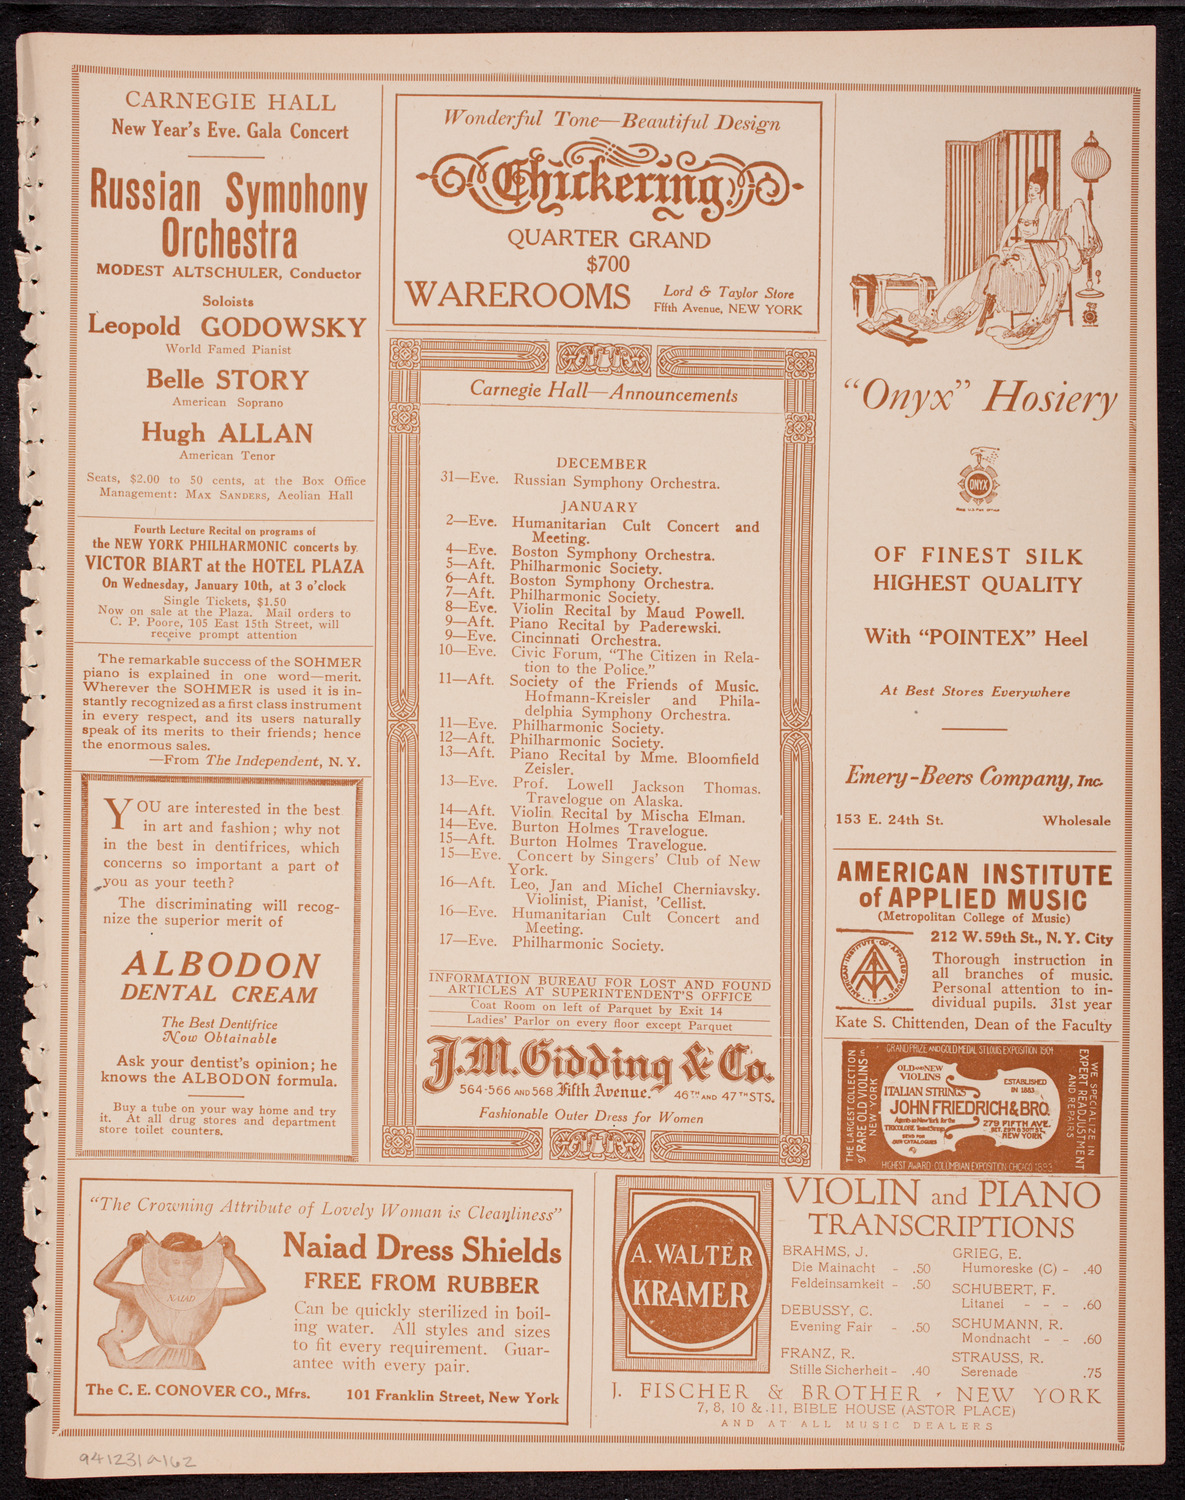 CARNEGIE HALL
New Year's Eve. Gala Concert
Russian Symphony
Orchestra
MODEST ALTSCHULER, Conductor
Soloists
Leopold GODOWSKY
World Famed Pianist
Belle STORY
American Soprano
Hugh ALLAN
American Tenor
Seats, $2.00 to 50 cents, at the Box Office
Management: MAX SANDERS, Aeolian Hall
Fourth Lecture Recital on programs of
the NEW YORK PHILHARMONIC concerts by
VICTOR BIART at the HOTEL PLAZA
On Wednesday, January 10th, at 3 o'clock
Single Tickets, $1.50
Now on sale at the Plaza. Mail orders to
C. P. Poore, 105 East 15th Street, will
receive prompt attention
The remarkable success of the SOHMER
piano is explained in one word—merit.
Wherever the SOHMER is used it is in-
stantly recognized as a first class instrument
in every respect, and its users naturally
speak of its merits to their friends; hence
the enormous sales.
—From The Independent, N. Y.
YOU are interested in the best
in art and fashion; why not
in the best in dentifrices, which
concerns so important a part of
you as your teeth?
The discriminating will recog-
nize the superior merit of
ALBODON
DENTAL CREAM
The Best Dentifrice
Now Obtainable
Ask your dentist's opinion; he
knows the ALBODON formula.
Buy a tube on your way home and try
it. At all drug stores and department
store toilet counters.
Wonderful Tone—Beautiful Design
Chickering
QUARTER GRAND
$700
WAREROOMS
Lord & Taylor Store
Fifth Avenue, NEW YORK
Carnegie Hall—Announcements
DECEMBER
31—Eve. Russian Symphony Orchestra.
JANUARY
2—Eve. Humanitarian Cult Concert and
Meeting.
4—Eve. Boston Symphony Orchestra.
5—Aft. Philharmonic Society.
6—Aft. Boston Symphony Orchestra.
7—Aft. Philharmonic Society.
8—Eve. Violin Recital by Maud Powell.
9—Aft. Piano Recital by Paderewski.
9—Eve. Cincinnati Orchestra.
10—Eve. Civic Forum, "The Citizen in Rela-
tion to the Police."
11—Aft. Society of the Friends of Music.
Hofmann-Kreisler and Phila-
delphia Symphony Orchestra.
11—Eve. Philharmonic Society.
12—Aft. Philharmonic Society.
13—Aft. Piano Recital by Mme. Bloomfield
Zeisler.
13—Eve. Prof. Lowell Jackson Thomas.
Travelogue on Alaska.
14—Aft. Violin Recital by Mischa Elman.
14—Eve. Burton Holmes Travelogue.
15—Aft. Burton Holmes Travelogue.
15—Eve. Concert by Singers' Club of New
York.
16—Aft. Leo, Jan and Michel Cherniavsky.
Violinist, Pianist, 'Cellist.
16—Eve. Humanitarian Cult Concert and
Meeting.
17—Eve. Philharmonic Society.
INFORMATION BUREAU FOR LOST AND FOUND
ARTICLES AT SUPERINTENDENT'S OFFICE
Coat Room on left of Parquet by Exit 14
Ladies' Parlor on every floor except Parquet
J.M. Gidding & Co.
564-566 AND 568 Fifth Avenue. 46TH AND 47TH STS.
Fashionable Outer Dress for Women
"Onyx" Hosiery
ONYX
Reg. U.S. Pat. Office
OF FINEST SILK
HIGHEST QUALITY
With "POINTEX" Heel
At Best Stores Everywhere
Emery-Beers Company, Inc.
153 E. 24th St. Wholesale
AMERICAN INSTITUTE
of APPLIED MUSIC
(Metropolitan College of Music)
AMERICAN INSTITUTE OF APPLIED MUSIC
212 W. 59th St., N. Y. City
Thorough instruction in
all branches of music.
Personal attention to in-
dividual pupils. 31st year
Kate S. Chittenden, Dean of the Faculty
GRAND PRIZE AND GOLD MEDAL ST. LOUIS EXPOSITION 1904
THE LARGEST COLLECTION
of RARE OLD VIOLINS in
NEW YORK
OLD AND NEW
VIOLINS
ITALIAN STRINGS
ESTABLISHED
IN 1883
JOHN FRIEDRICH & BRO.
Agents in New York for the
TRICOLORE Tested Strings
SEND FOR
OUR CATALOGUES
279 FIFTH AVE.
BET. 29TH & 30TH ST.
NEW YORK
WE SPECIALIZE IN
EXPERT READJUSTMENT
AND REPAIRS
HIGHEST AWARD COLUMBIAN EXPOSITION CHICAGO 1893
"The Crowning Attribute of Lovely Woman is Cleanliness"
NAIAD
Naiad Dress Shields
FREE FROM RUBBER
Can be quickly sterilized in boil-
ing water. All styles and sizes
to fit every requirement. Guar-
antee with every pair.
The C. E. CONOVER CO., Mfrs. 101 Franklin Street, New York
A. WALTER
KRAMER
VIOLIN and PIANO
TRANSCRIPTIONS
BRAHMS, J.
Die Mainacht - .50
Feldeinsamkeit - .50
DEBUSSY, C.
Evening Fair - .50
FRANZ, R.
Stille Sicherheit - .40
GRIEG, E.
Humoreske (C) - .40
SCHUBERT, F.
Litanei - - - .60
SCHUMANN, R.
Mondnacht - - .60
STRAUSS, R.
Serenade .75
J. FISCHER & BROTHER, NEW YORK
7, 8, 10 & 11, BIBLE HOUSE (ASTOR PLACE)
AND AT ALL MUSIC DEALERS
941231a162